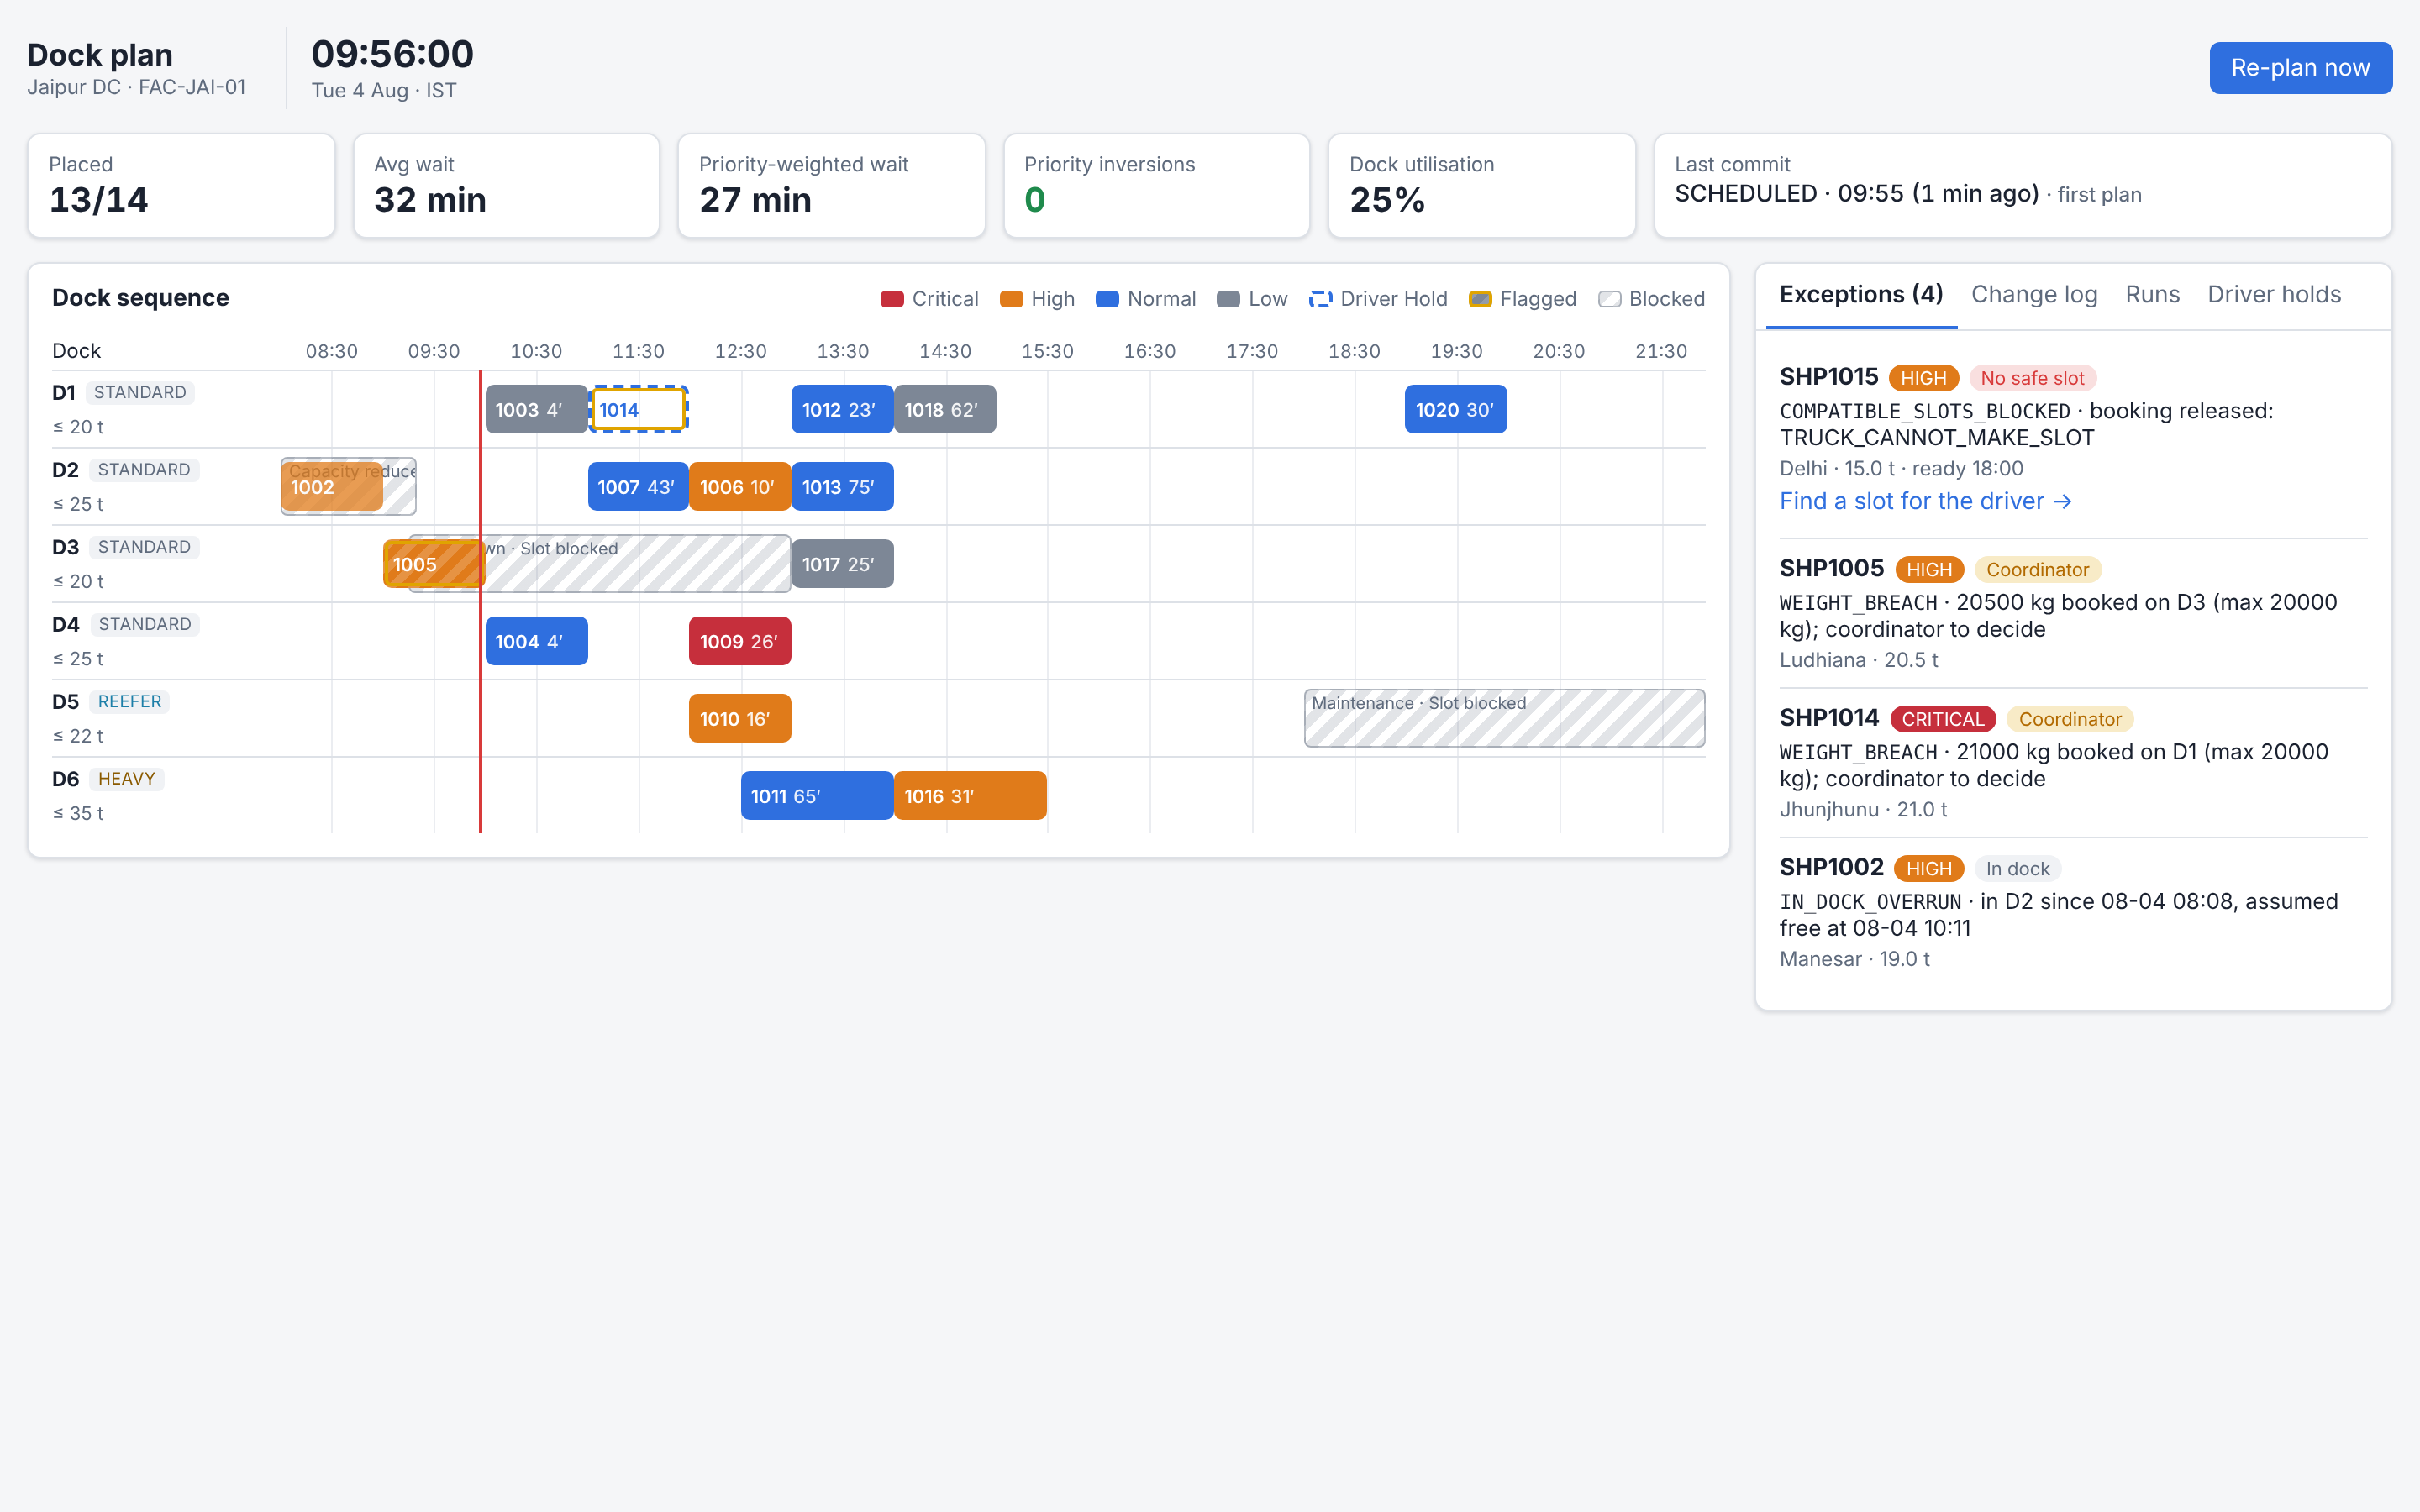 Dock plan
Jaipur DC · FAC-JAI-01
09:56:00
Tue 4 Aug · IST
Re-plan now
Placed
13/14
Avg wait
32 min
Priority-weighted wait
27 min
Priority inversions
0
Dock utilisation
25%
Last commit
SCHEDULED · 09:55 (1 min ago) · first plan
Dock sequence
Critical High Normal Low Driver Hold Flagged Blocked
Dock 08:30 09:30 10:30 11:30 12:30 13:30 14:30 15:30 16:30 17:30 18:30 19:30 20:30 21:30
D1 STANDARD
≤ 20 t
1003 4′ 1014 1012 23′ 1018 62′ 1020 30′
D2 STANDARD
≤ 25 t
Capacity reduce
1002 1007 43′ 1006 10′ 1013 75′
D3 STANDARD
≤ 20 t
wn · Slot blocked
1005 1017 25′
D4 STANDARD
≤ 25 t
1004 4′ 1009 26′
D5 REEFER
≤ 22 t
1010 16′
Maintenance · Slot blocked
D6 HEAVY
≤ 35 t
1011 65′ 1016 31′
Exceptions (4) Change log Runs Driver holds
SHP1015 HIGH No safe slot
COMPATIBLE_SLOTS_BLOCKED · booking released:
TRUCK_CANNOT_MAKE_SLOT
Delhi · 15.0 t · ready 18:00
Find a slot for the driver →
SHP1005 HIGH Coordinator
WEIGHT_BREACH · 20500 kg booked on D3 (max 20000
kg); coordinator to decide
Ludhiana · 20.5 t
SHP1014 CRITICAL Coordinator
WEIGHT_BREACH · 21000 kg booked on D1 (max 20000
kg); coordinator to decide
Jhunjhunu · 21.0 t
SHP1002 HIGH In dock
IN_DOCK_OVERRUN · in D2 since 08-04 08:08, assumed
free at 08-04 10:11
Manesar · 19.0 t